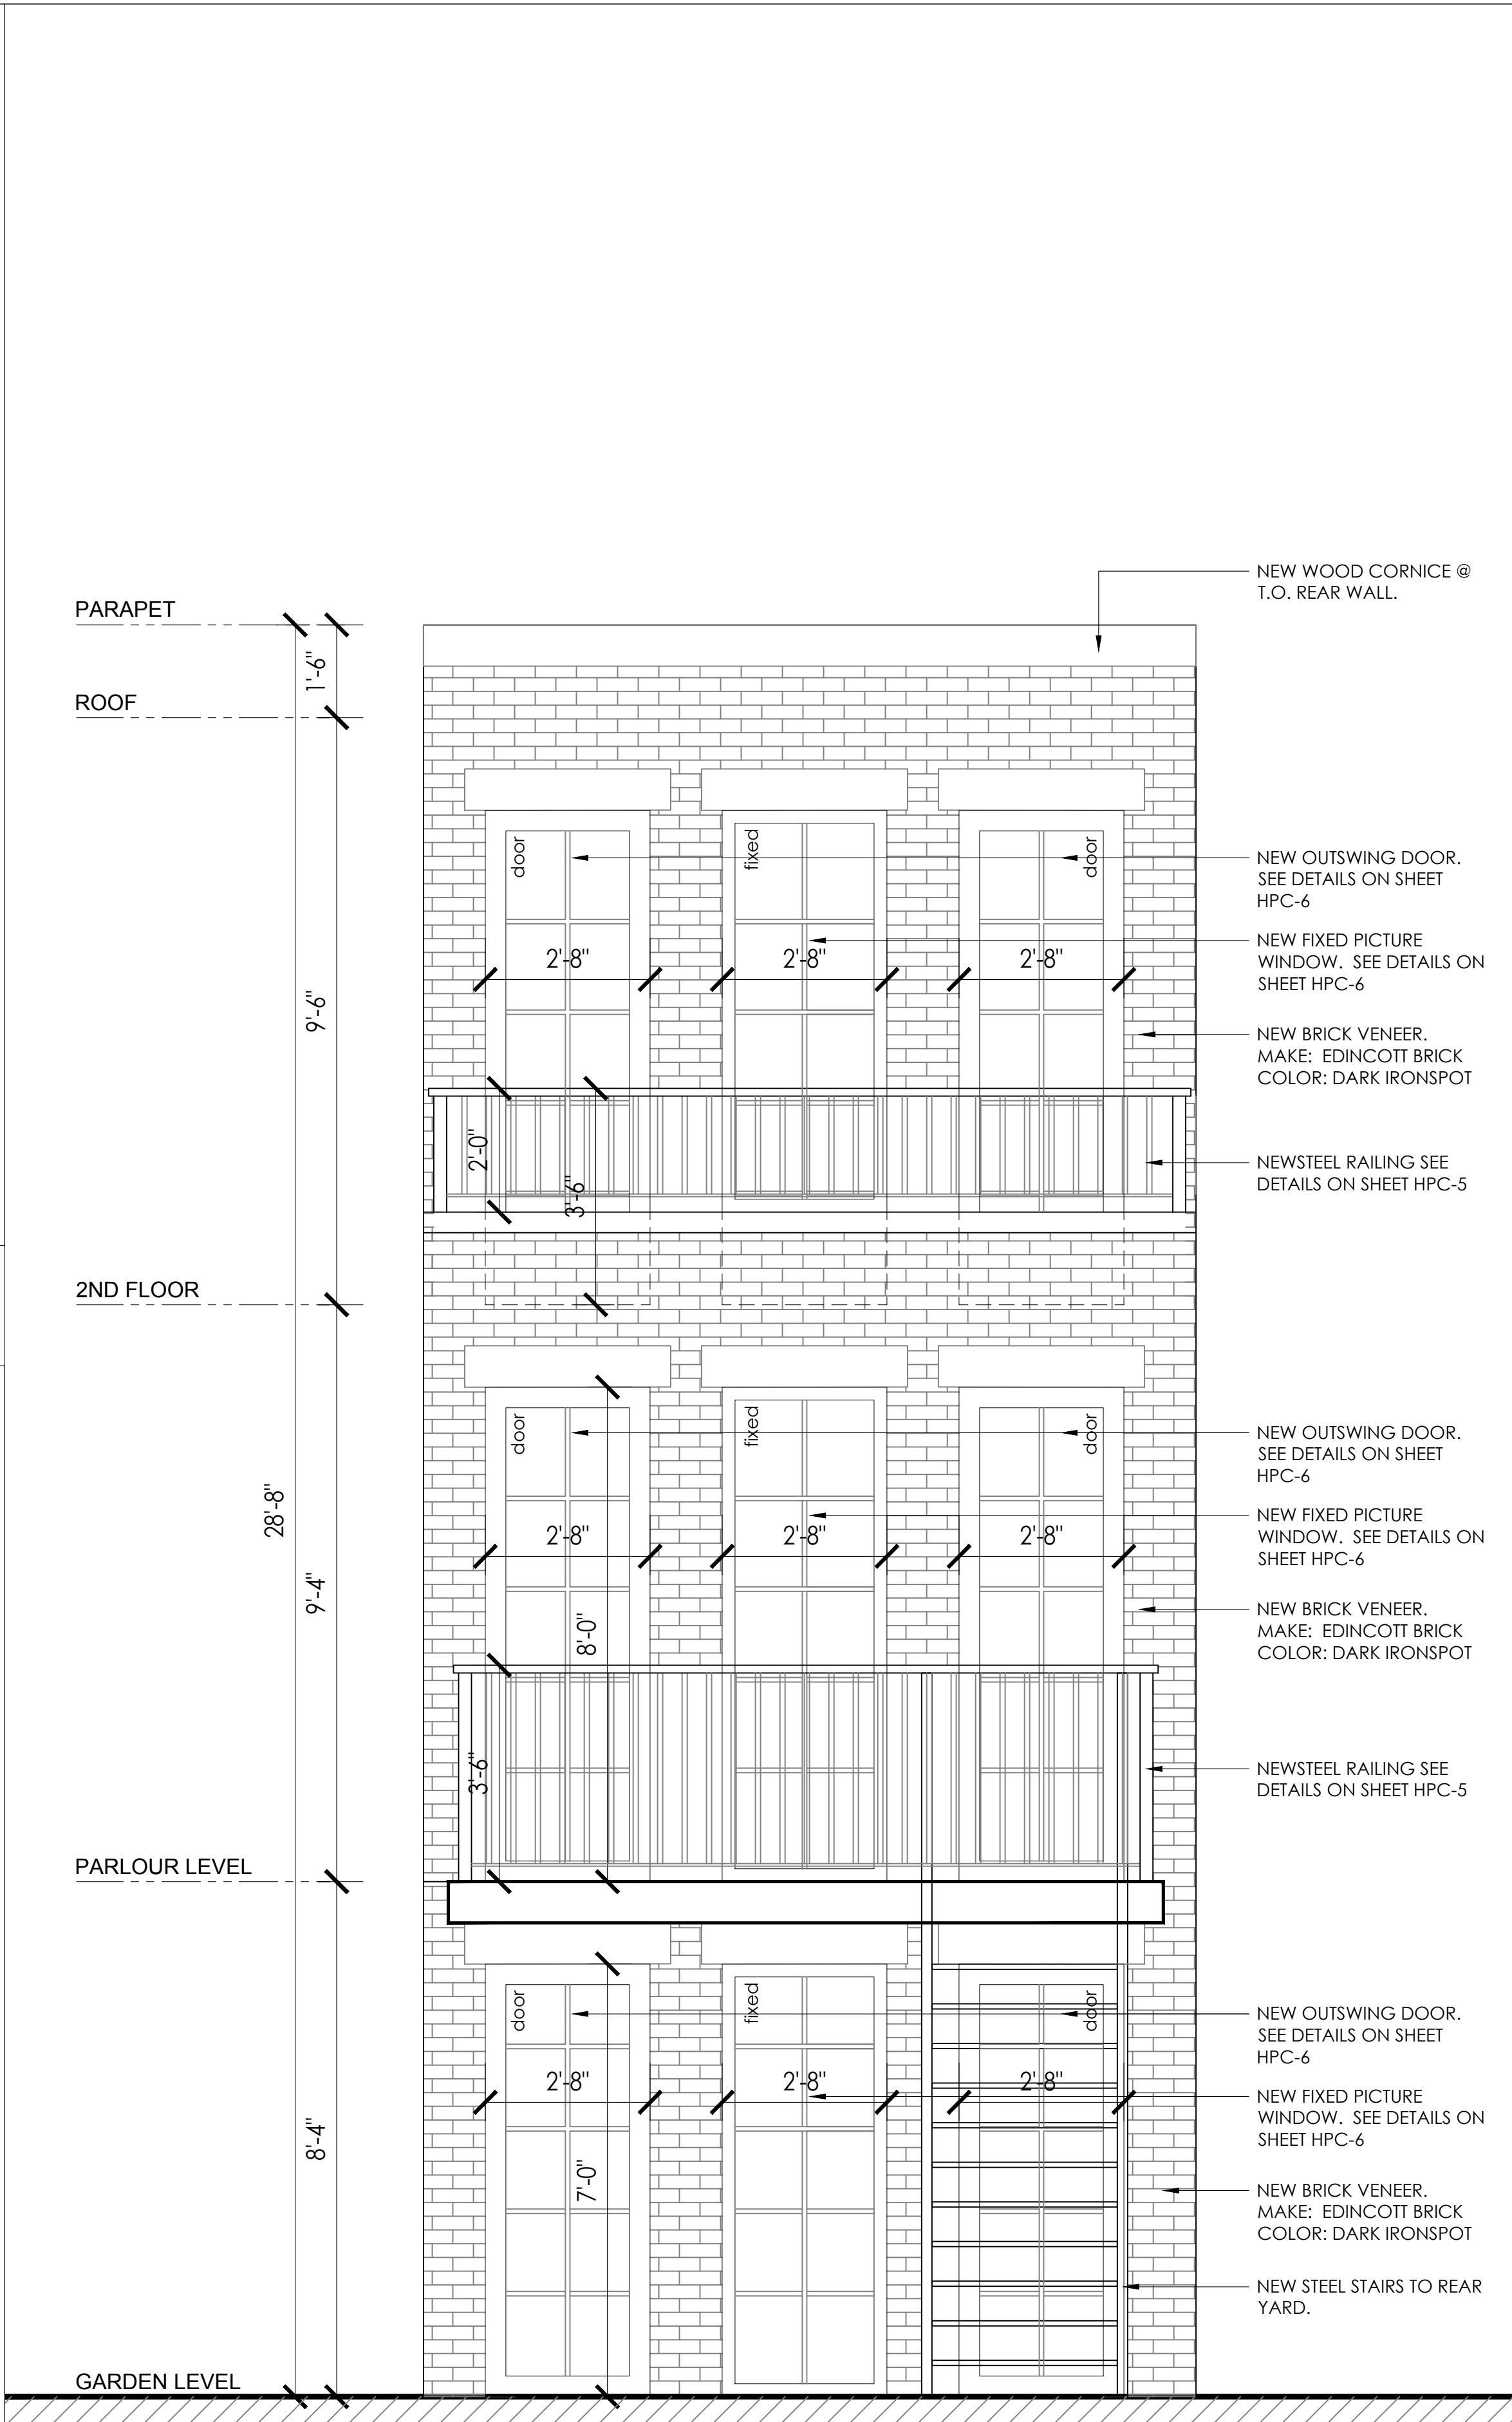 NEW WOOD CORNICE @
T.O. REAR WALL.
PARAPET
1'-6"
ROOF
door
fixed
door
NEW OUTSWING DOOR.
SEE DETAILS ON SHEET
HPC-6
NEW FIXED PICTURE
WINDOW.  SEE DETAILS ON
SHEET HPC-6
2'-8"
2'-8"
2'-8"
9'-6"
NEW BRICK VENEER.
MAKE:  EDINCOTT BRICK
COLOR: DARK IRONSPOT
2'-0"
3'-6"
NEWSTEEL RAILING SEE
DETAILS ON SHEET HPC-5
2ND FLOOR
door
fixed
door
NEW OUTSWING DOOR.
SEE DETAILS ON SHEET
HPC-6
28'-8"
NEW FIXED PICTURE
WINDOW.  SEE DETAILS ON
SHEET HPC-6
2'-8"
2'-8"
2'-8"
9'-4"
8'-0"
NEW BRICK VENEER.
MAKE:  EDINCOTT BRICK
COLOR: DARK IRONSPOT
3'-6"
NEWSTEEL RAILING SEE
DETAILS ON SHEET HPC-5
PARLOUR LEVEL
door
fixed
door
NEW OUTSWING DOOR.
SEE DETAILS ON SHEET
HPC-6
2'-8"
2'-8"
2'-8"
NEW FIXED PICTURE
WINDOW.  SEE DETAILS ON
SHEET HPC-6
8'-4"
7'-0"
NEW BRICK VENEER.
MAKE:  EDINCOTT BRICK
COLOR: DARK IRONSPOT
NEW STEEL STAIRS TO REAR
YARD.
GARDEN LEVEL